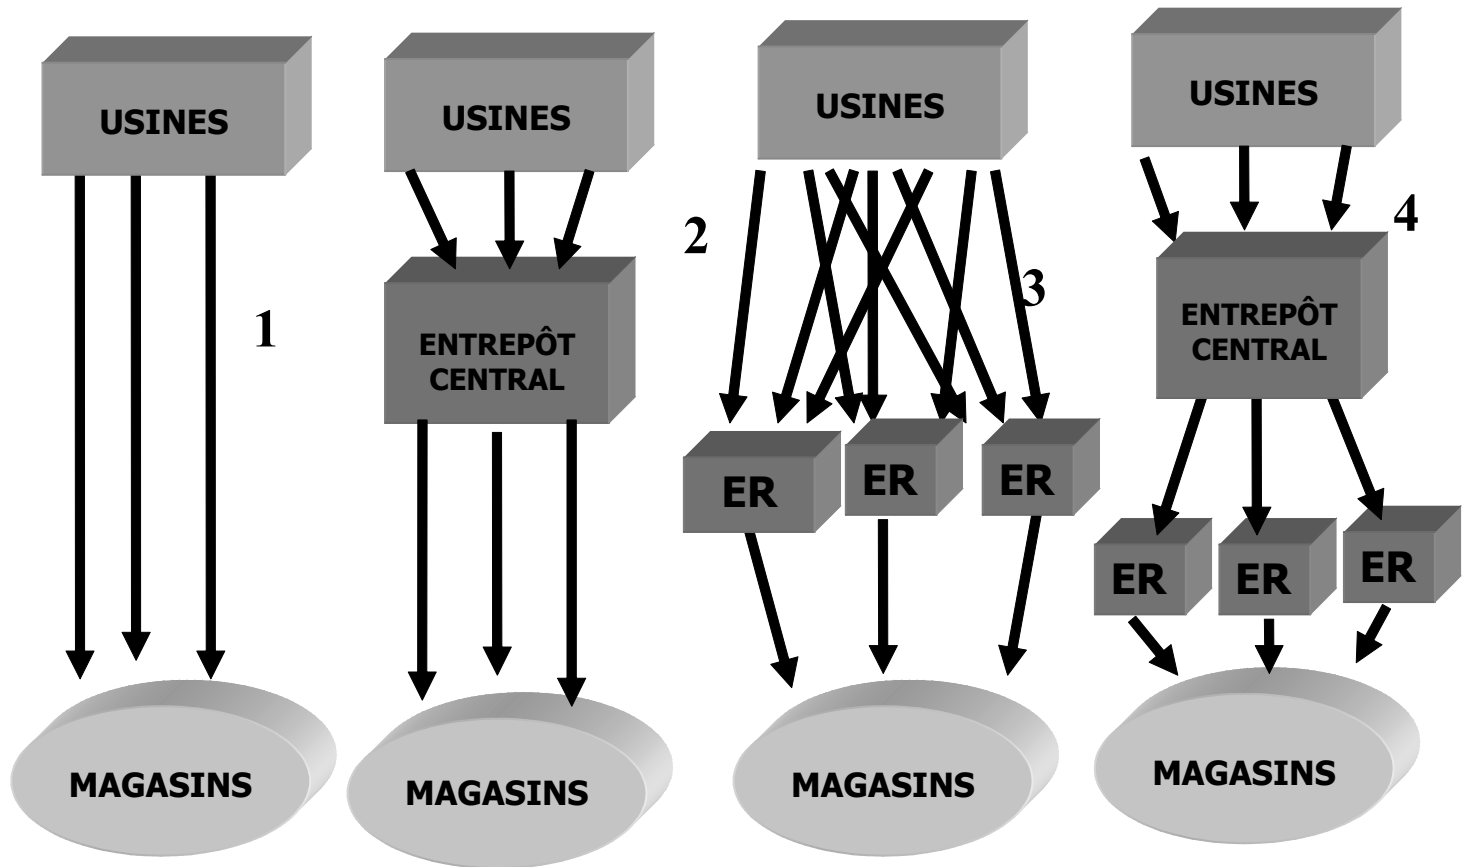 USINES
1
MAGASINS
USINES
ENTREPÔT
CENTRAL
MAGASINS
2
USINES
3
ER
ER
ER
MAGASINS
USINES
4
ENTREPÔT
CENTRAL
ER
ER
ER
MAGASINS